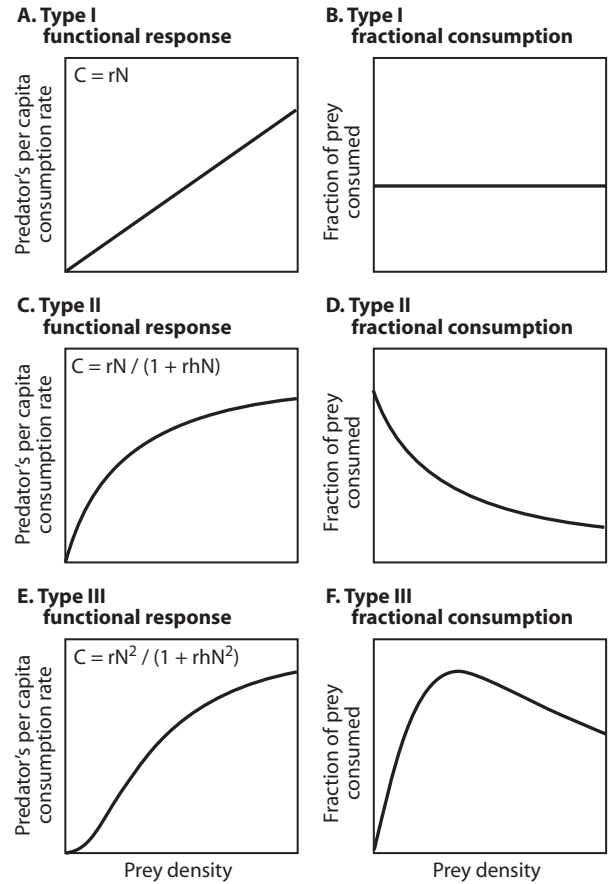 A. Type I
functional response
C = rN
Predator's per capita
consumption rate
B. Type I
fractional consumption
Fraction of prey
consumed
C. Type II
functional response
C = rN / (1 + rhN)
Predator's per capita
consumption rate
D. Type II
fractional consumption
Fraction of prey
consumed
E. Type III
functional response
C = rN² / (1 + rhN²)
Predator's per capita
consumption rate
Prey density
F. Type III
fractional consumption
Fraction of prey
consumed
Prey density